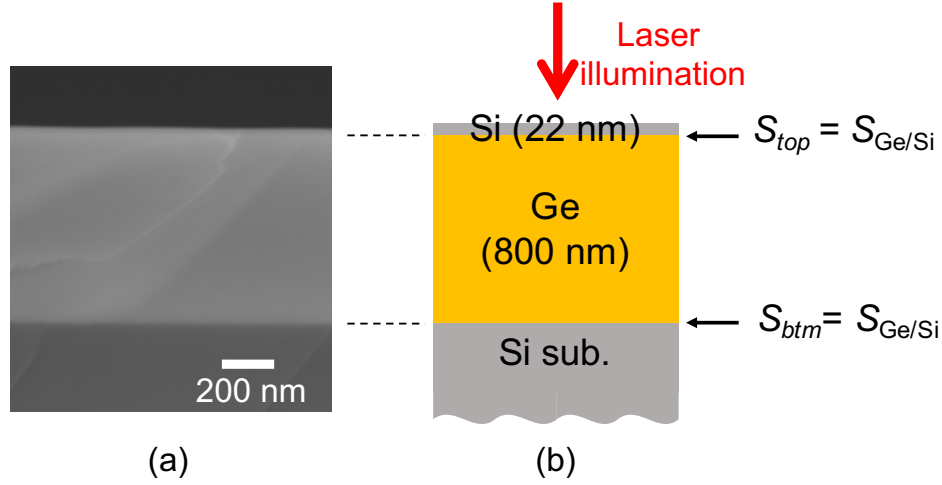 Laser
illumination
Si (22 nm)
S_top = S_Ge/Si
Ge
(800 nm)
S_btm = S_Ge/Si
Si sub.
200 nm
(a)
(b)